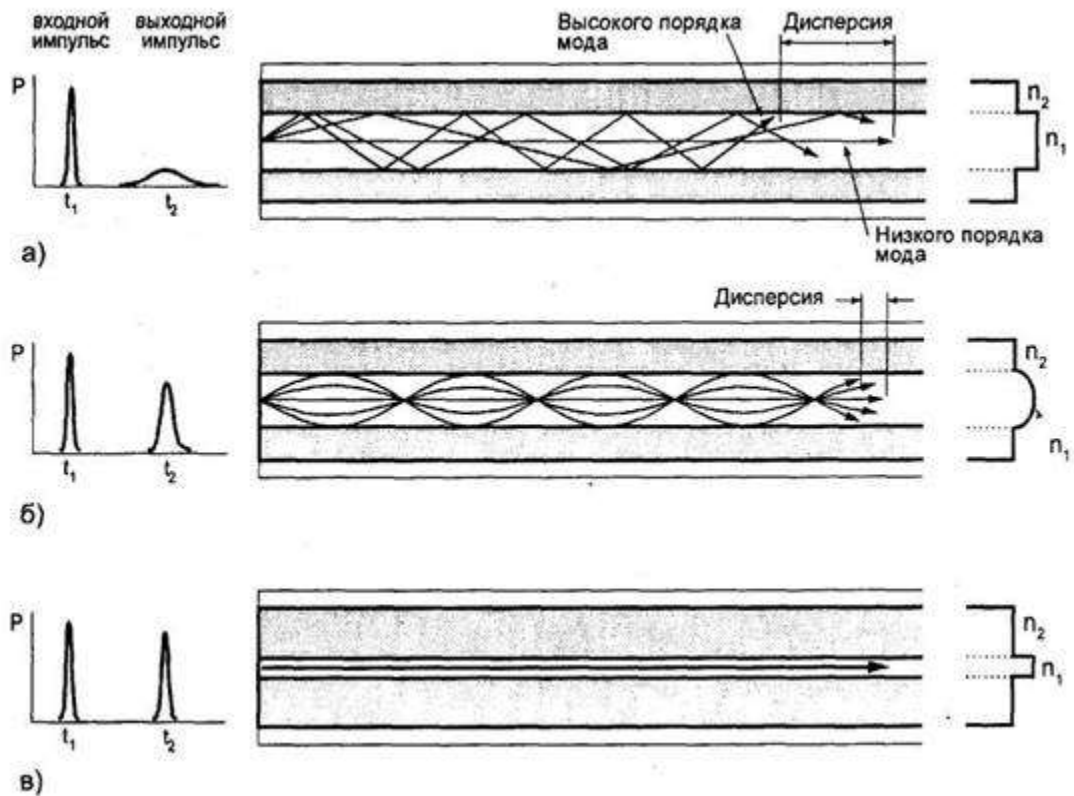 входной
импульс
выходной
импульс
P
t₁
t₂
Высокого порядка
мода
Дисперсия
n₂
n₁
Низкого порядка
мода
а)
Дисперсия
P
t₁
t₂
n₂
n₁
б)
P
t₁
t₂
n₂
n₁
в)